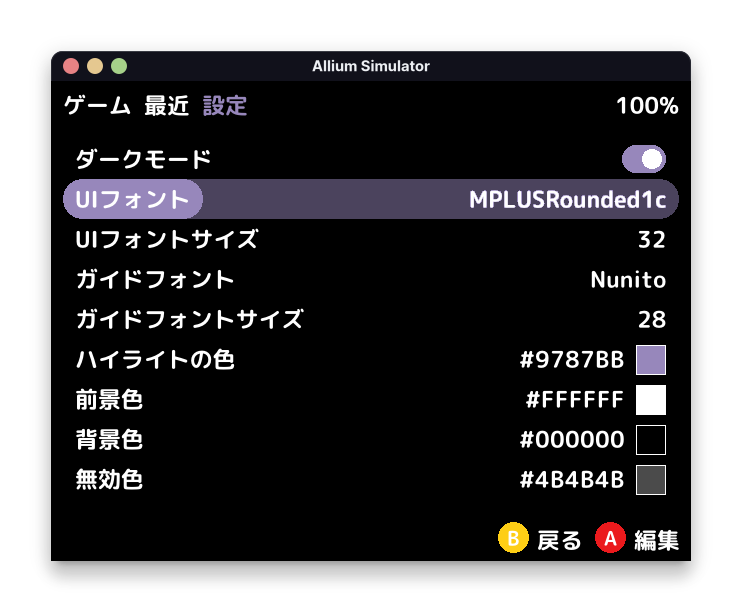 Allium Simulator
ゲーム 最近 設定 100%
ダークモード
UIフォント MPLUSRounded1c
UIフォントサイズ 32
ガイドフォント Nunito
ガイドフォントサイズ 28
ハイライトの色 #9787BB
前景色 #FFFFFF
背景色 #000000
無効色 #4B4B4B
B 戻る A 編集